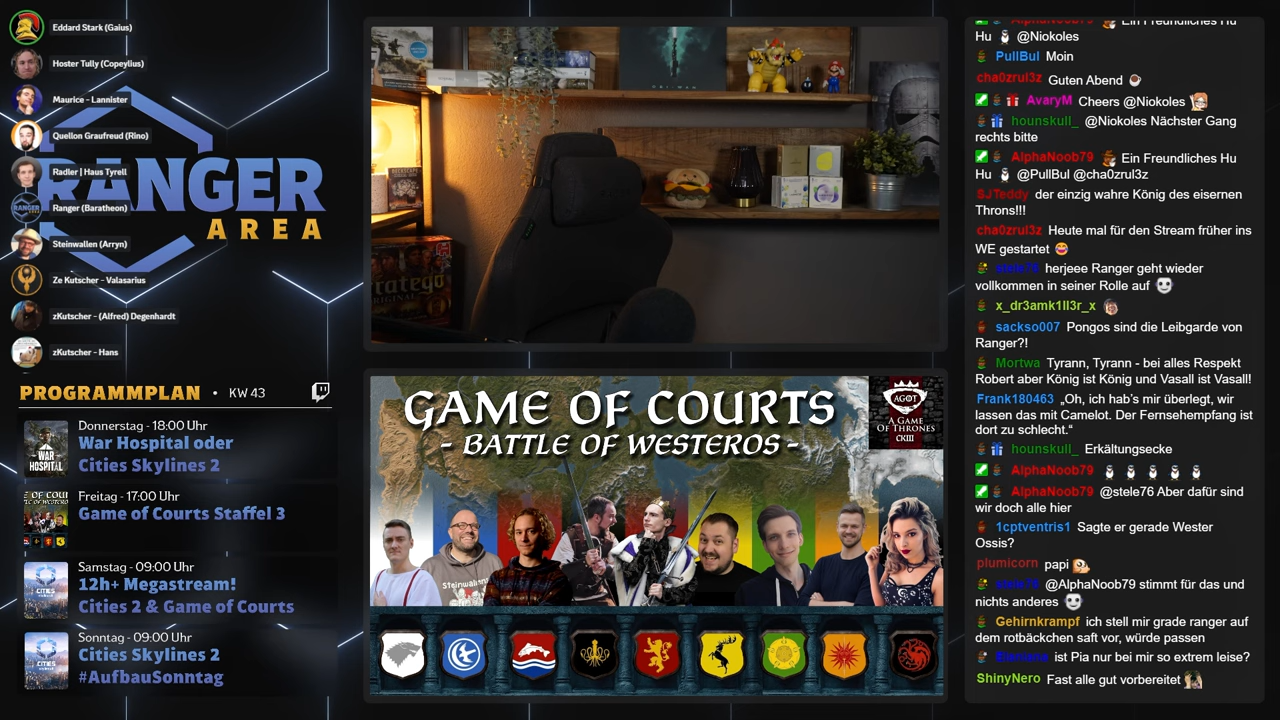 Eddard Stark (Gaius)
Hoster Tully (Copeylius)
Maurice - Lannister
Quellon Graufreud (Rino)
Radler | Haus Tyrell
Ranger (Baratheon)
Steinwallen (Arryn)
Ze Kutscher - Valasarius
zKutscher - (Alfred) Degenhardt
zKutscher - Hans
RANGER
AREA
PROGRAMMPLAN • KW 43
Donnerstag - 18:00 Uhr
War Hospital oder
Cities Skylines 2
WAR
HOSPITAL
Freitag - 17:00 Uhr
Game of Courts Staffel 3
Samstag - 09:00 Uhr
12h+ Megastream!
Cities 2 & Game of Courts
CITIES
Sonntag - 09:00 Uhr
Cities Skylines 2
#AufbauSonntag
CITIES
GAME OF COURTS
- BATTLE OF WESTEROS -
AGOT
A GAME
OF THRONES
CKIII
Steinwallen
Ein Freundliches Hu
Hu @Niokoles
PullBul Moin
cha0zrul3z Guten Abend
AvaryM Cheers @Niokoles
hounskull_ @Niokoles Nächster Gang
rechts bitte
AlphaNoob79 Ein Freundliches Hu
Hu @PullBul @cha0zrul3z
SJTeddy der einzig wahre König des eisernen
Throns!!!
cha0zrul3z Heute mal für den Stream früher ins
WE gestartet
stele76 herjeee Ranger geht wieder
vollkommen in seiner Rolle auf
x_dr3amk1ll3r_x
sackso007 Pongos sind die Leibgarde von
Ranger?!
Mortwa Tyrann, Tyrann - bei alles Respekt
Robert aber König ist König und Vasall ist Vasall!
Frank180463 „Oh, ich hab's mir überlegt, wir
lassen das mit Camelot. Der Fernsehempfang ist
dort zu schlecht.“
hounskull_ Erkältungsecke
AlphaNoob79
AlphaNoob79 @stele76 Aber dafür sind
wir doch alle hier
1cptventris1 Sagte er gerade Wester
Ossis?
plumicorn papi
stele76 @AlphaNoob79 stimmt für das und
nichts anderes
Gehirnkrampf ich stell mir grade ranger auf
dem rotbäckchen saft vor, würde passen
ist Pia nur bei mir so extrem leise?
ShinyNero Fast alle gut vorbereitet